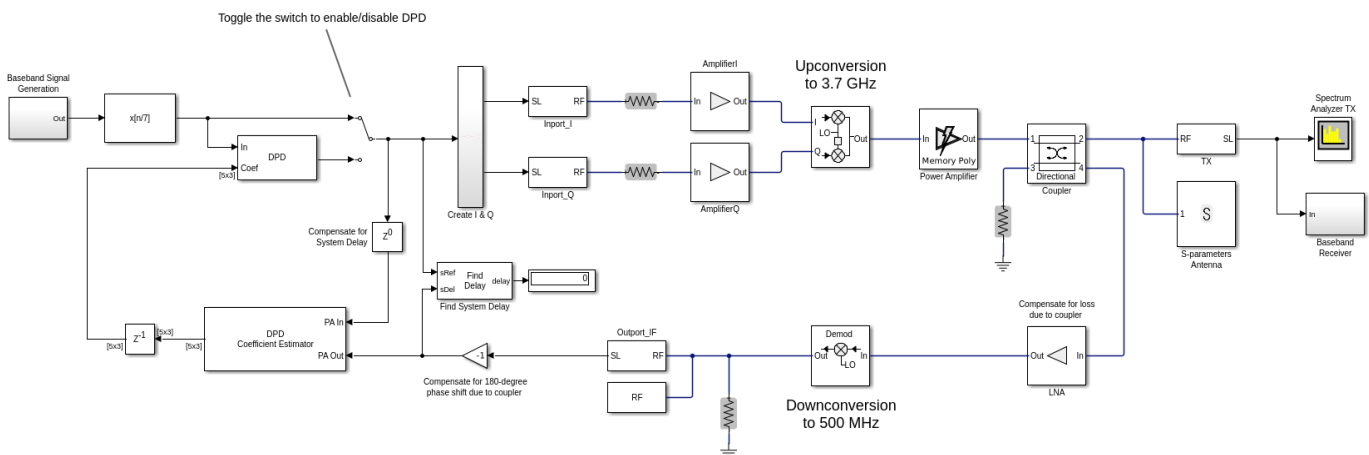 Toggle the switch to enable/disable DPD
Baseband Signal
Generation
Out
x[n/7]
In
Coef
DPD
[5x3]
Create I & Q
SL
RF
Inport_I
SL
RF
Inport_Q
AmplifierI
In
Out
In
Out
AmplifierQ
Upconversion
to 3.7 GHz
I
LO
Out
Q
In
Out
Memory Poly
Power Amplifier
1
2
3
4
Directional
Coupler
RF
SL
TX
Spectrum
Analyzer TX
1
S
S-parameters
Antenna
In
Baseband
Receiver
Compensate for
System Delay
Z0
sRef
sDel
Find
Delay
delay
Find System Delay
0
Z-1
[5x3]
[5x3]
[5x3]
DPD
Coefficient Estimator
PA In
PA Out
-1
Compensate for 180-degree
phase shift due to coupler
Outport_IF
SL
RF
RF
Demod
Out
In
LO
Downconversion
to 500 MHz
Compensate for loss
due to coupler
Out
In
LNA